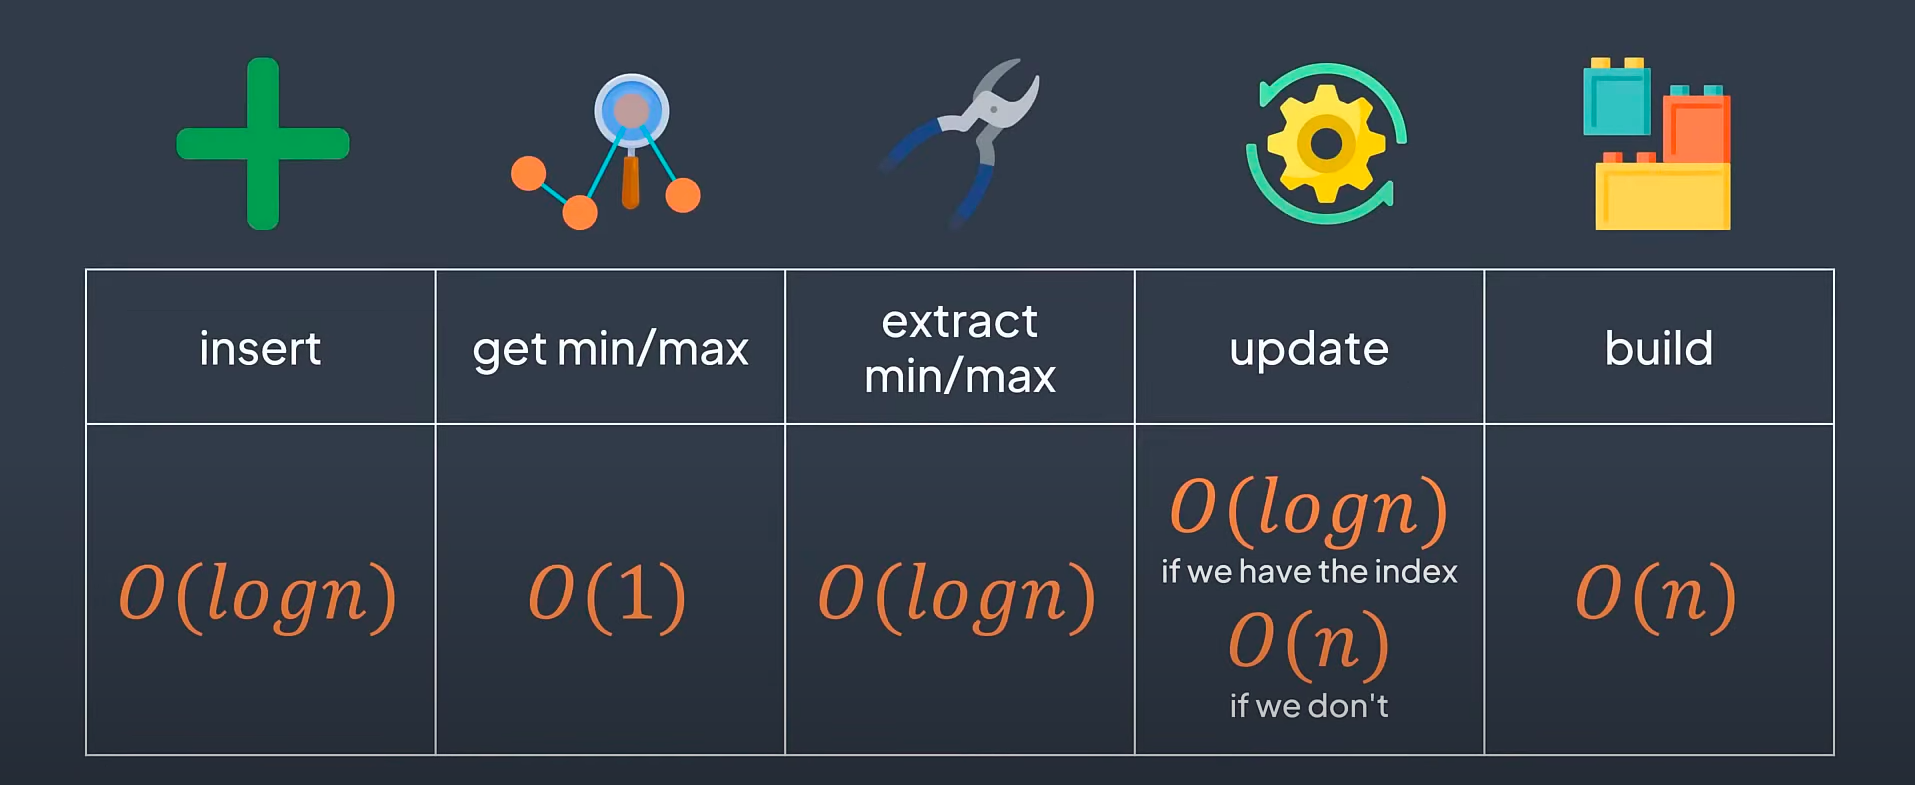 insert
get min/max
extract
min/max
update
build
O(logn)
O(1)
O(logn)
O(logn)
if we have the index
O(n)
if we don't
O(n)